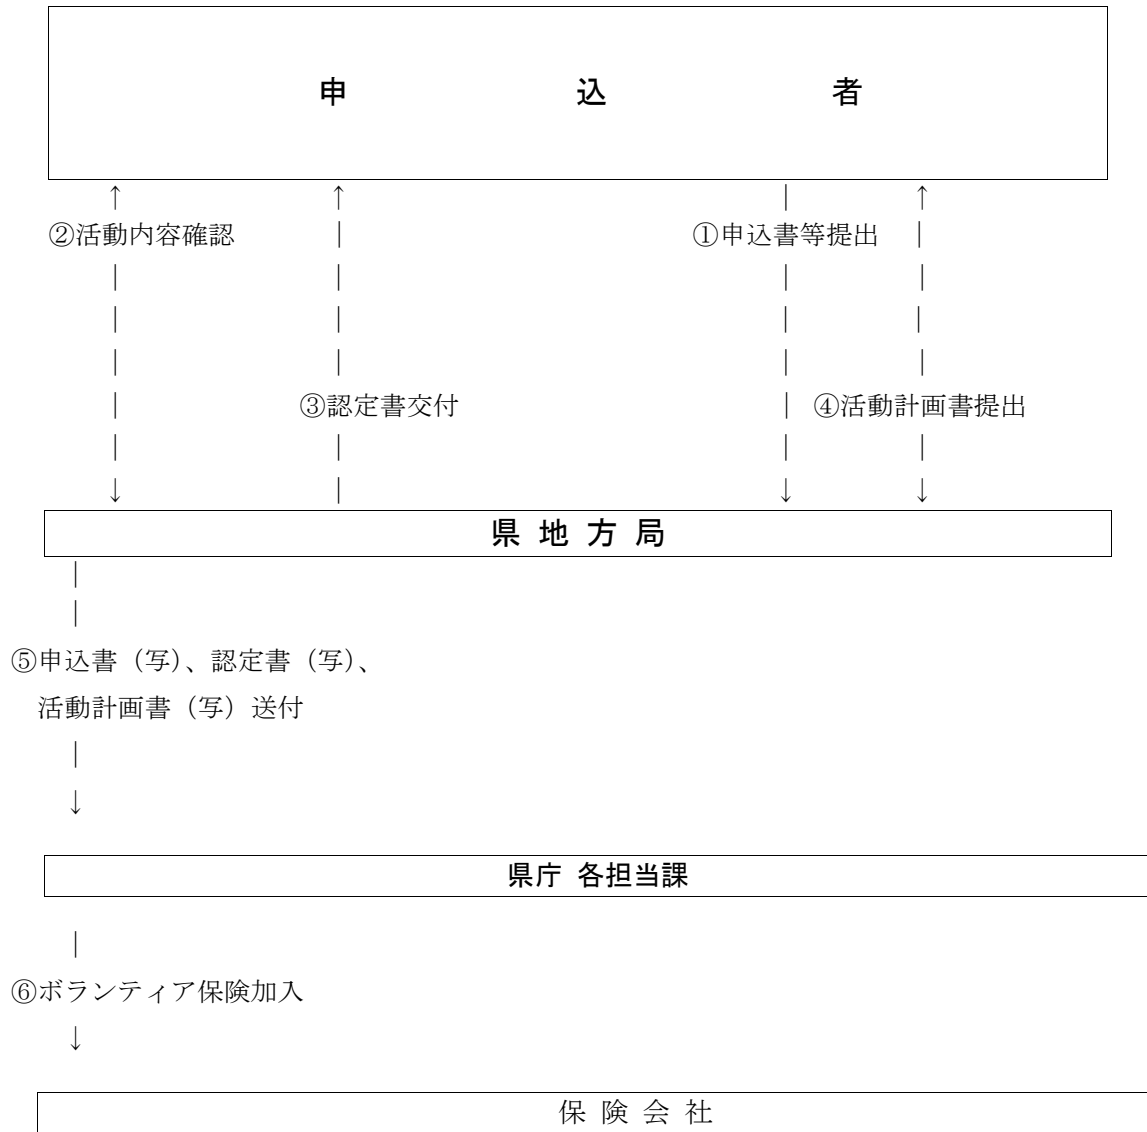 申込者
②活動内容確認
①申込書等提出
③認定書交付
④活動計画書提出
県地方局
⑤申込書（写）、認定書（写）、
活動計画書（写）送付
県庁 各担当課
⑥ボランティア保険加入
保険会社